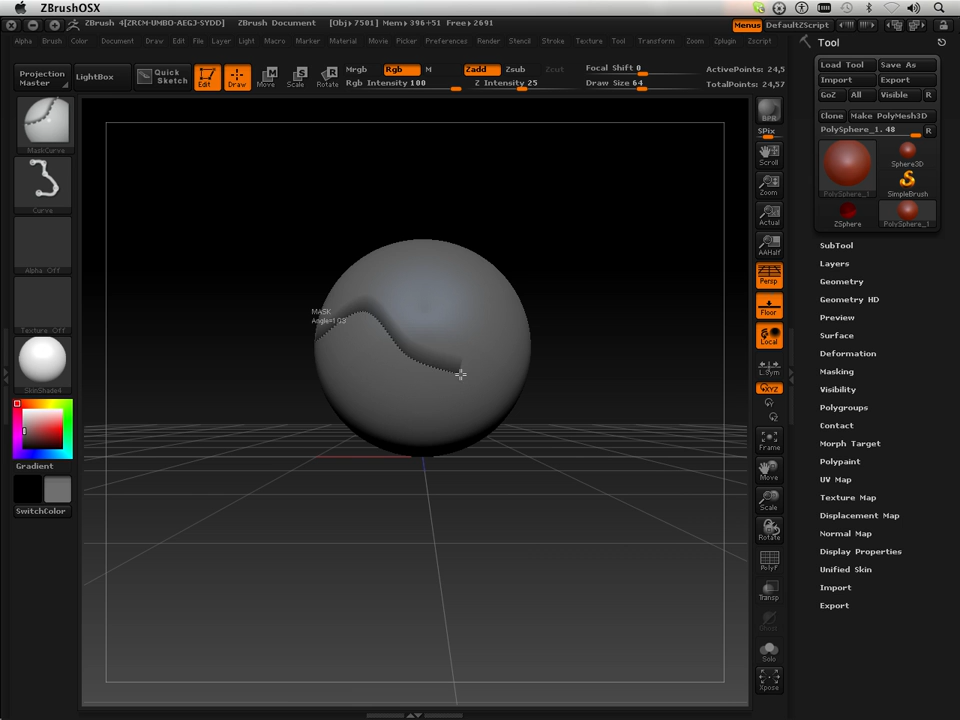 ZBrushOSX
ZBrush 4[ZRCM-UMBO-AEGJ-SYDD] ZBrush Document [Obj▸7581] Mem▸396+51 Free▸2691 Menus DefaultZScript
Alpha Brush Color Document Draw Edit File Layer Light Macro Marker Material Movie Picker Preferences Render Stencil Stroke Texture Tool Transform Zoom Zplugin Zscript
Tool
Load Tool Save As
Import Export
GoZ All Visible R
Clone Make PolyMesh3D
PolySphere_1. 48 R
PolySphere_1
Sphere3D
SimpleBrush
ZSphere
PolySphere_1
SubTool
Layers
Geometry
Geometry HD
Preview
Surface
Deformation
Masking
Visibility
Polygroups
Contact
Morph Target
Polypaint
UV Map
Texture Map
Displacement Map
Normal Map
Display Properties
Unified Skin
Import
Export
Projection
Master
LightBox
Quick
Sketch
Edit
Draw
Move
Scale
Rotate
Mrgb Rgb M
Rgb Intensity 100
Zadd Zsub Zcut
Z Intensity 25
Focal Shift 0
Draw Size 64
ActivePoints: 24,5
TotalPoints: 24,57
MaskCurve
Curve
Alpha Off
Texture Off
SkinShade4
Gradient
SwitchColor
MASK
BPR
SPix
Scroll
Zoom
Actual
AAHalf
Persp
Floor
Local
L.Sym
XYZ
Frame
Move
Scale
Rotate
PolyF
Transp
Ghost
Solo
Xpose